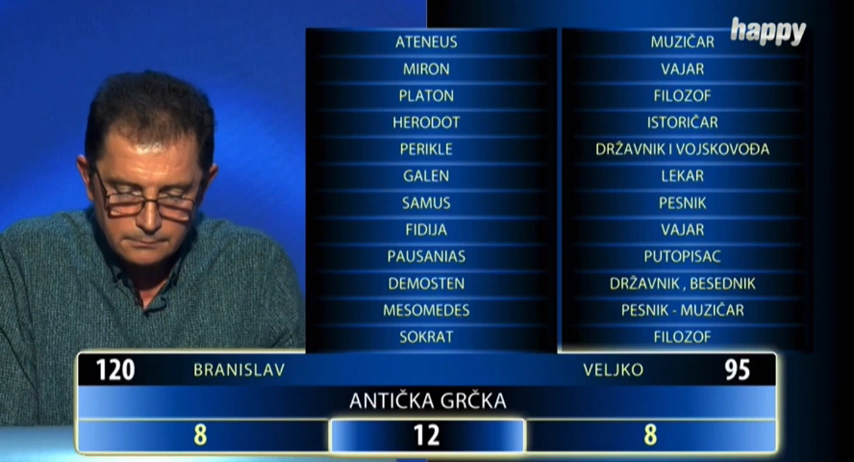 happy
ATENEUS MUZIČAR
MIRON VAJAR
PLATON FILOZOF
HERODOT ISTORIČAR
PERIKLE DRŽAVNIK I VOJSKOVOĐA
GALEN LEKAR
SAMUS PESNIK
FIDIJA VAJAR
PAUSANIAS PUTOPISAC
DEMOSTEN DRŽAVNIK , BESEDNIK
MESOMEDES PESNIK - MUZIČAR
SOKRAT FILOZOF
120 BRANISLAV VELJKO 95
ANTIČKA GRČKA
8 12 8